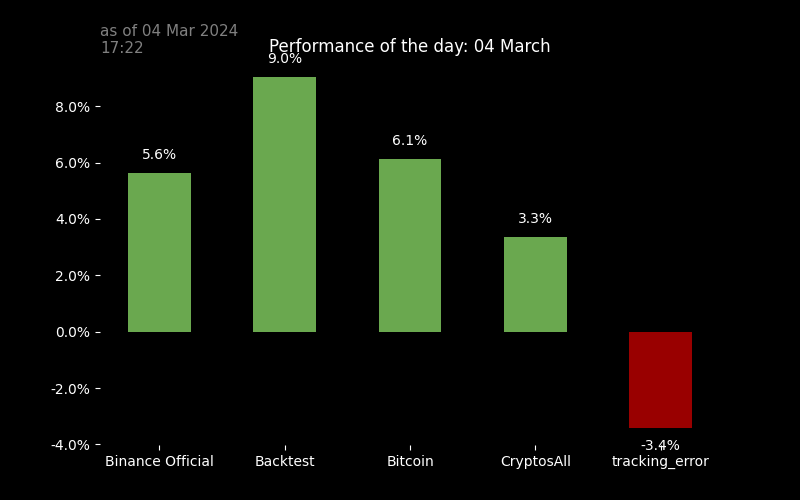 as of 04 Mar 2024
17:22
Performance of the day: 04 March
9.0%
8.0%
6.1%
5.6%
6.0%
4.0%
3.3%
2.0%
0.0%
-2.0%
-4.0%
-3.4%
Binance Official
Backtest
Bitcoin
CryptosAll
tracking_error